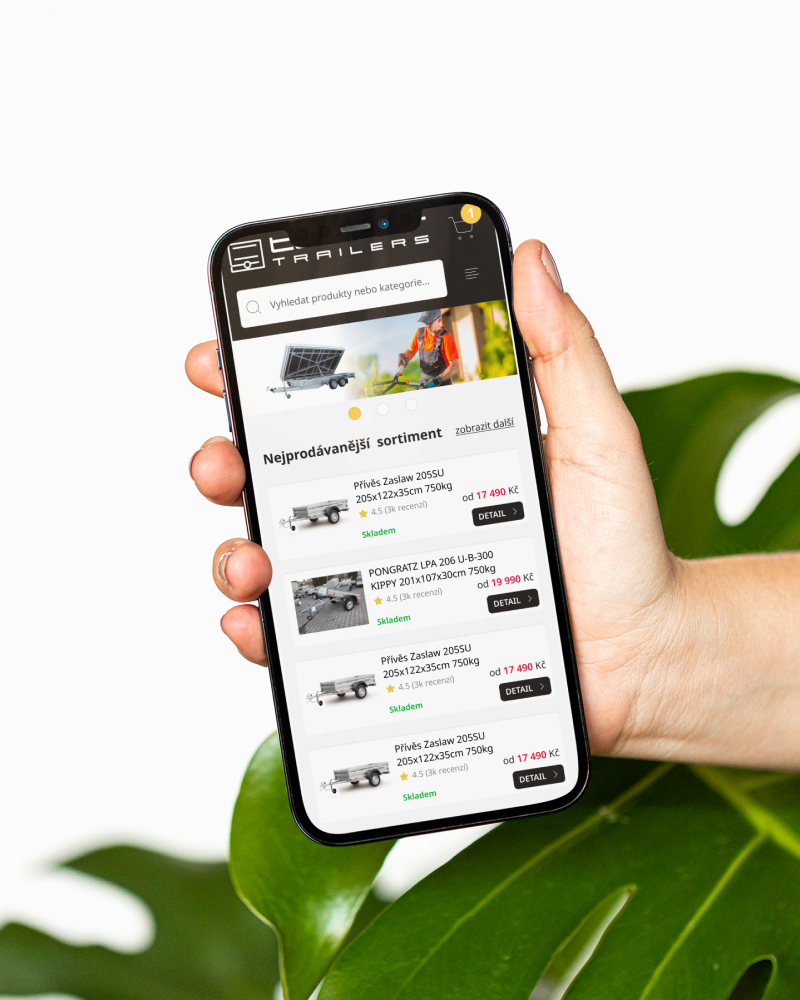 1
TRAILERS
Vyhledat produkty nebo kategorie...
Nejprodávanější sortiment
zobrazit další
Přívěs Zaslaw 205SU
205x122x35cm 750kg
4.5 (3k recenzí)
od 17 490 Kč
Skladem
DETAIL
PONGRATZ LPA 206 U-B-300
KIPPY 201x107x30cm 750kg
4.5 (3k recenzí)
od 19 990 Kč
Skladem
DETAIL
Přívěs Zaslaw 205SU
205x122x35cm 750kg
4.5 (3k recenzí)
od 17 490 Kč
Skladem
DETAIL
Přívěs Zaslaw 205SU
205x122x35cm 750kg
4.5 (3k recenzí)
od 17 490 Kč
Skladem
DETAIL